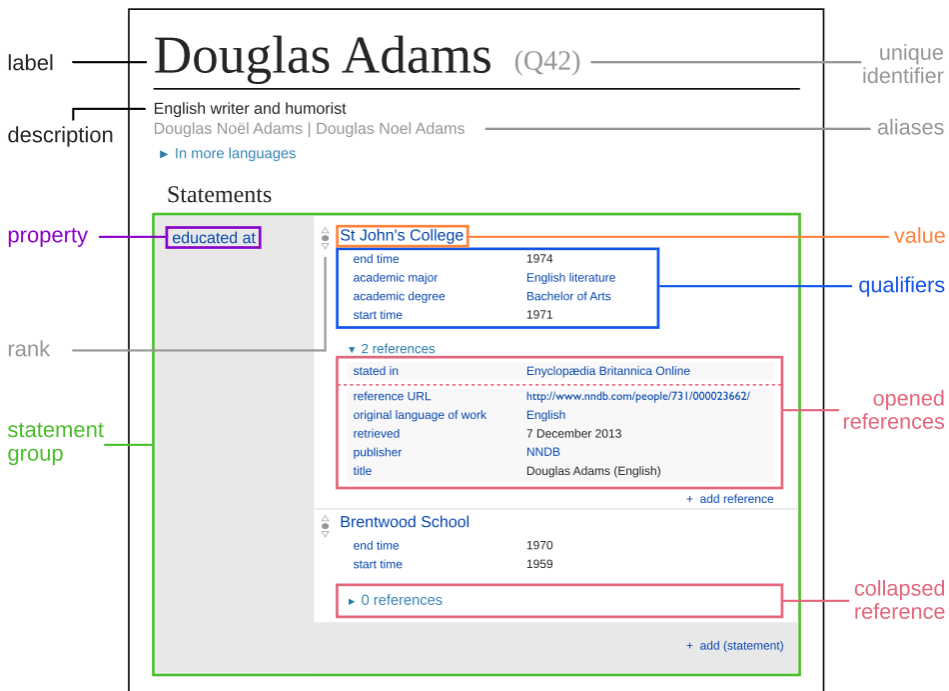 label
Douglas Adams (Q42)
unique
identifier
description
English writer and humorist
Douglas Noël Adams | Douglas Noel Adams
aliases
► In more languages
Statements
property
educated at
St John's College
value
end time 1974
academic major English literature
academic degree Bachelor of Arts
start time 1971
qualifiers
rank
▼ 2 references
stated in Enyclopædia Britannica Online
reference URL http://www.nndb.com/people/731/000023662/
original language of work English
retrieved 7 December 2013
publisher NNDB
title Douglas Adams (English)
opened
references
statement
group
+ add reference
Brentwood School
end time 1970
start time 1959
► 0 references
collapsed
reference
+ add (statement)